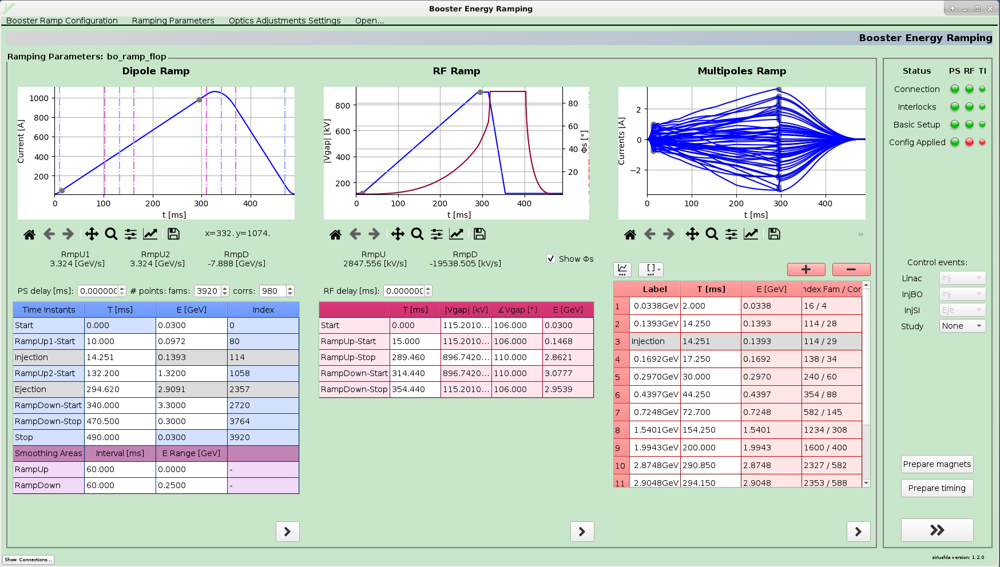 Booster Energy Ramping
Booster Ramp Configuration Ramping Parameters Optics Adjustments Settings Open...
Booster Energy Ramping
Ramping Parameters: bo_ramp_flop
Dipole Ramp
Current [A]
1000
800
600
400
200
0 100 200 300 400
t [ms]
x=332. y=1074.
RmpU1 RmpU2 RmpD
3.324 [GeV/s] 3.324 [GeV/s] -7.888 [GeV/s]
PS delay [ms]: 0.000000 # points: fams: 3920 corrs: 980
Time Instants T [ms] E [GeV] Index
Start 0.000 0.0300 0
RampUp1-Start 10.000 0.0972 80
Injection 14.251 0.1393 114
RampUp2-Start 132.200 1.3200 1058
Ejection 294.620 2.9091 2357
RampDown-Start 340.000 3.3000 2720
RampDown-Stop 470.500 0.3000 3764
Stop 490.000 0.0300 3920
Smoothing Areas Interval [ms] E Range [GeV]
RampUp 60.000 0.0000 -
RampDown 60.000 0.2500 -
RF Ramp
|Vgap| [kV]
800
600
400
200
80
60
40
20
Φs [°]
0 100 200 300 400
t [ms]
RmpU RmpD
2847.556 [kV/s] -19538.505 [kV/s]
Show Φs
RF delay [ms]: 0.000000
T [ms] |Vgap| [kV] ∠Vgap [°] E [GeV]
Start 0.000 115.2010... 106.000 0.0300
RampUp-Start 15.000 115.2010... 106.000 0.1468
RampUp-Stop 289.460 896.7420... 110.000 2.8621
RampDown-Start 314.440 896.7420... 110.000 3.0777
RampDown-Stop 354.440 115.2010... 106.000 2.9539
Multipoles Ramp
Currents [A]
2
0
−2
0 100 200 300 400
t [ms]
»
+ −
Label T [ms] E [GeV] ndex Fam / Cor
1 0.0338GeV 2.000 0.0338 16 / 4
2 0.1393GeV 14.250 0.1393 114 / 28
3 Injection 14.251 0.1393 114 / 29
4 0.1692GeV 17.250 0.1692 138 / 34
5 0.2970GeV 30.000 0.2970 240 / 60
6 0.4397GeV 44.250 0.4397 354 / 88
7 0.7248GeV 72.700 0.7248 582 / 145
8 1.5401GeV 154.250 1.5401 1234 / 308
9 1.9943GeV 200.000 1.9943 1600 / 400
10 2.8748GeV 290.850 2.8748 2327 / 582
11 2.9048GeV 294.150 2.9048 2353 / 588
Status PS RF TI
Connection
Interlocks
Basic Setup
Config Applied
Control events:
Linac Inj
InjBO Inj
InjSI Eje
Study None
Prepare magnets
Prepare timing
Show Connections...
siriushla version: 1.2.0